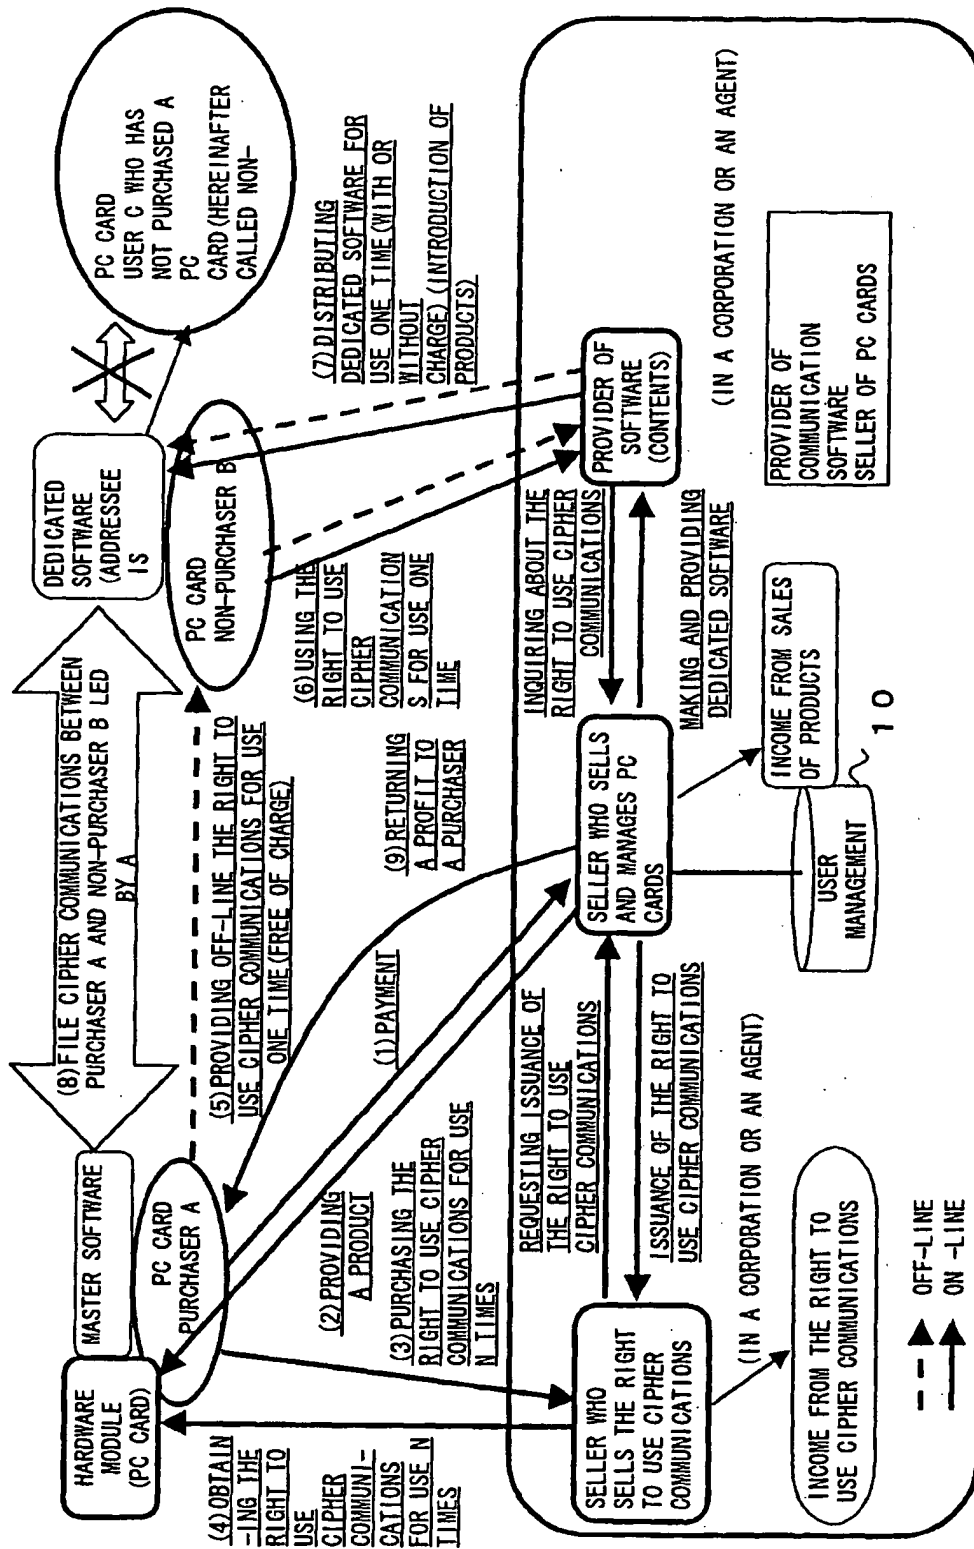 (8)FILE CIPHER COMMUNICATIONS BETWEEN
PURCHASER A AND NON-PURCHASER B LED
BY A
HARDWARE
MODULE
(PC CARD)
MASTER SOFTWARE
PC CARD
PURCHASER A
DEDICATED
SOFTWARE
(ADDRESSEE
IS
PC CARD
NON-PURCHASER B
PC CARD
USER C WHO HAS
NOT PURCHASED A
PC
CARD(HEREINAFTER
CALLED NON-
(5)PROVIDING OFF-LINE THE RIGHT TO
USE CIPHER COMMUNICATIONS FOR USE
ONE TIME(FREE OF CHARGE)
(4)OBTAIN
-ING THE
RIGHT TO
USE
CIPHER
COMMUNI-
CATIONS
FOR USE N
TIMES
(2)PROVIDING
A PRODUCT
(3)PURCHASING THE
RIGHT TO USE CIPHER
COMMUNICATIONS FOR USE
N TIMES
(1)PAYMENT
(9)RETURNING
A PROFIT TO
A PURCHASER
(6)USING THE
RIGHT TO USE
CIPHER
COMMUNICATION
S FOR USE ONE
TIME
(7)DISTRIBUTING
DEDICATED SOFTWARE FOR
USE ONE TIME(WITH OR
WITHOUT
CHARGE)(INTRODUCTION OF
PRODUCTS)
SELLER WHO
SELLS THE RIGHT
TO USE CIPHER
COMMUNICATIONS
REQUESTING ISSUANCE OF
THE RIGHT TO USE
CIPHER COMMUNICATIONS
ISSUANCE OF THE RIGHT TO
USE CIPHER COMMUNICATIONS
SELLER WHO SELLS
AND MANAGES PC
CARDS
INQUIRING ABOUT THE
RIGHT TO USE CIPHER
COMMUNICATIONS
MAKING AND PROVIDING
DEDICATED SOFTWARE
PROVIDER OF
SOFTWARE
(CONTENTS)
(IN A CORPORATION OR AN AGENT)
(IN A CORPORATION OR AN AGENT)
INCOME FROM THE RIGHT TO
USE CIPHER COMMUNICATIONS
USER
MANAGEMENT
INCOME FROM SALES
OF PRODUCTS
10
PROVIDER OF
COMMUNICATION
SOFTWARE
SELLER OF PC CARDS
OFF-LINE
ON -LINE